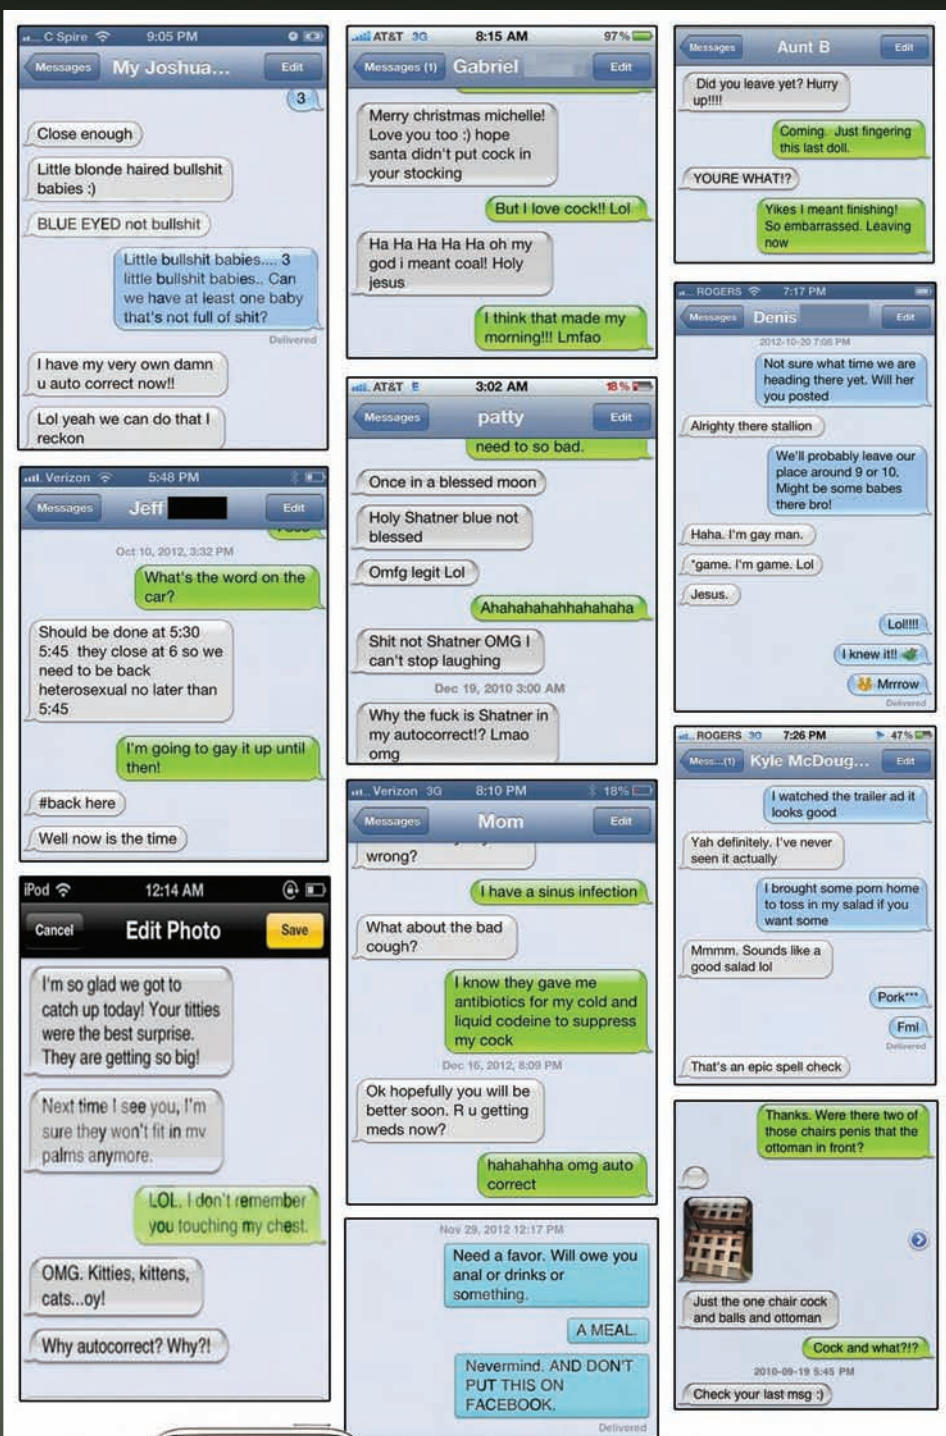 C Spire 9:05 PM
Messages My Joshua... Edit
3
Close enough
Little blonde haired bullshit
babies :)
BLUE EYED not bullshit
Little bullshit babies.... 3
little bullshit babies.. Can
we have at least one baby
that's not full of shit?
Delivered
I have my very own damn
u auto correct now!!
Lol yeah we can do that I
reckon
Verizon 5:48 PM
Messages Jeff Edit
Oct 10, 2012, 3:32 PM
What's the word on the
car?
Should be done at 5:30
5:45 they close at 6 so we
need to be back
heterosexual no later than
5:45
I'm going to gay it up until
then!
#back here
Well now is the time
iPod 12:14 AM
Cancel Edit Photo Save
I'm so glad we got to
catch up today! Your titties
were the best surprise.
They are getting so big!
Next time I see you, I'm
sure they won't fit in my
palms anymore.
LOL. I don't remember
you touching my chest.
OMG. Kitties, kittens,
cats...oy!
Why autocorrect? Why?!
AT&T 3G 8:15 AM 97%
Messages (1) Gabriel Edit
Merry christmas michelle!
Love you too :) hope
santa didn't put cock in
your stocking
But I love cock!! Lol
Ha Ha Ha Ha Ha oh my
god i meant coal! Holy
jesus
I think that made my
morning!!! Lmfao
AT&T E 3:02 AM 18%
Messages patty Edit
need to so bad.
Once in a blessed moon
Holy Shatner blue not
blessed
Omfg legit Lol
Ahahahahahhahahaha
Shit not Shatner OMG I
can't stop laughing
Dec 19, 2010 3:00 AM
Why the fuck is Shatner in
my autocorrect!? Lmao
omg
Verizon 3G 8:10 PM 18%
Messages Mom Edit
wrong?
I have a sinus infection
What about the bad
cough?
I know they gave me
antibiotics for my cold and
liquid codeine to suppress
my cock
Dec 16, 2012, 8:09 PM
Ok hopefully you will be
better soon. R u getting
meds now?
hahahahha omg auto
correct
Nov 29, 2012 12:17 PM
Need a favor. Will owe you
anal or drinks or
something.
A MEAL.
Nevermind. AND DON'T
PUT THIS ON
FACEBOOK.
Delivered
Messages Aunt B Edit
Did you leave yet? Hurry
up!!!!
Coming. Just fingering
this last doll.
YOURE WHAT!?
Yikes I meant finishing!
So embarrassed. Leaving
now
ROGERS 7:17 PM
Messages Denis Edit
2012-10-20 7:08 PM
Not sure what time we are
heading there yet. Will her
you posted
Alrighty there stallion
We'll probably leave our
place around 9 or 10.
Might be some babes
there bro!
Haha. I'm gay man.
*game. I'm game. Lol
Jesus.
Lol!!!!
I knew it!!
Mrrrow
Delivered
ROGERS 3G 7:26 PM 47%
Mess...(1) Kyle McDoug... Edit
I watched the trailer ad it
looks good
Yah definitely. I've never
seen it actually
I brought some porn home
to toss in my salad if you
want some
Mmmm. Sounds like a
good salad lol
Pork***
Fml
Delivered
That's an epic spell check
Thanks. Were there two of
those chairs penis that the
ottoman in front?
Just the one chair cock
and balls and ottoman
Cock and what?!?
2010-09-19 5:45 PM
Check your last msg :)